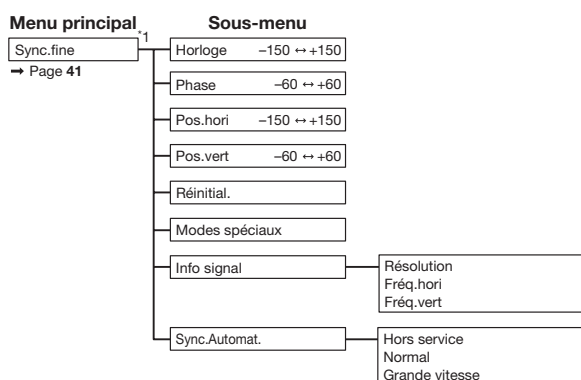 Menu principal
Sous-menu
Sync.fine
*1
➞ Page 41
Horloge –150 ↔ +150
Phase –60 ↔ +60
Pos.hori –150 ↔ +150
Pos.vert –60 ↔ +60
Réinitial.
Modes spéciaux
Info signal
Résolution
Fréq.hori
Fréq.vert
Sync.Automat.
Hors service
Normal
Grande vitesse